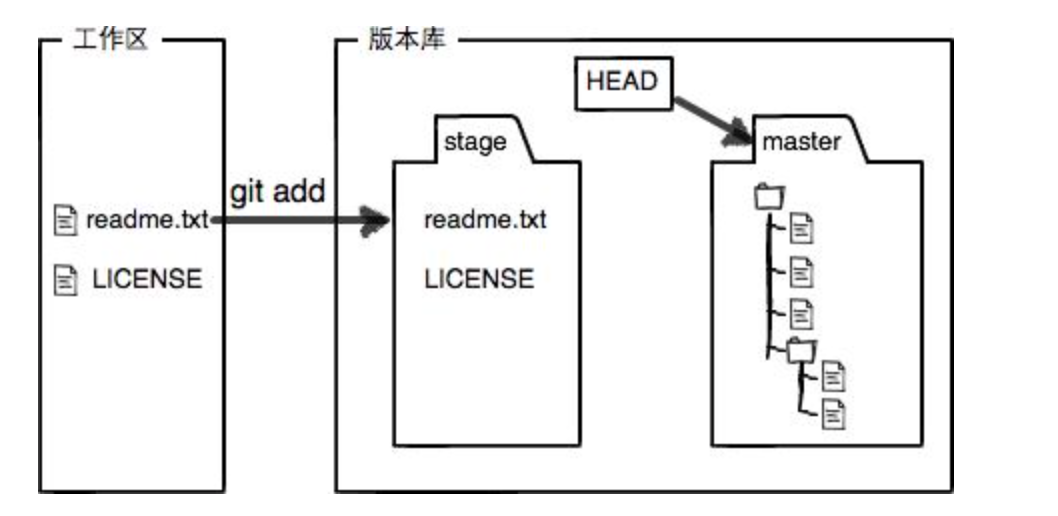 工作区
版本库
HEAD
stage
master
git add
readme.txt
readme.txt
LICENSE
LICENSE